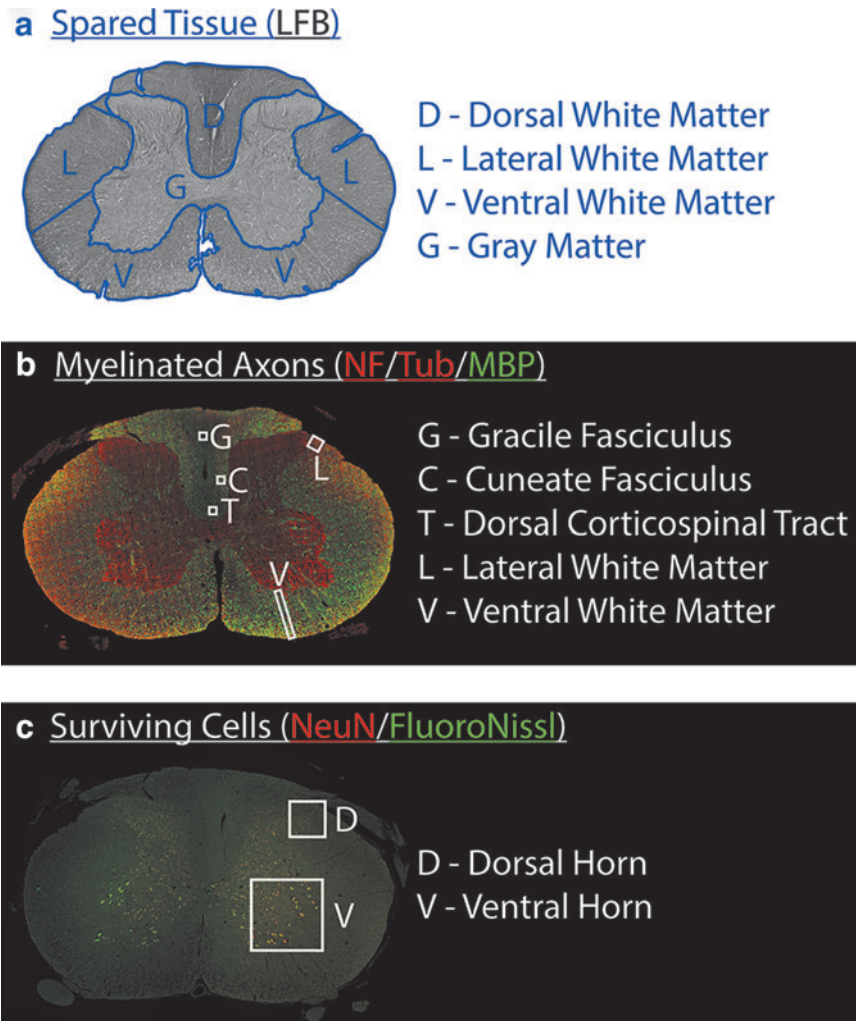 a Spared Tissue (LFB)
D
L
L
G
V
V
D - Dorsal White Matter
L - Lateral White Matter
V - Ventral White Matter
G - Gray Matter
b Myelinated Axons (NF/Tub/MBP)
G
L
C
T
V
G - Gracile Fasciculus
C - Cuneate Fasciculus
T - Dorsal Corticospinal Tract
L - Lateral White Matter
V - Ventral White Matter
c Surviving Cells (NeuN/FluoroNissl)
D
V
D - Dorsal Horn
V - Ventral Horn